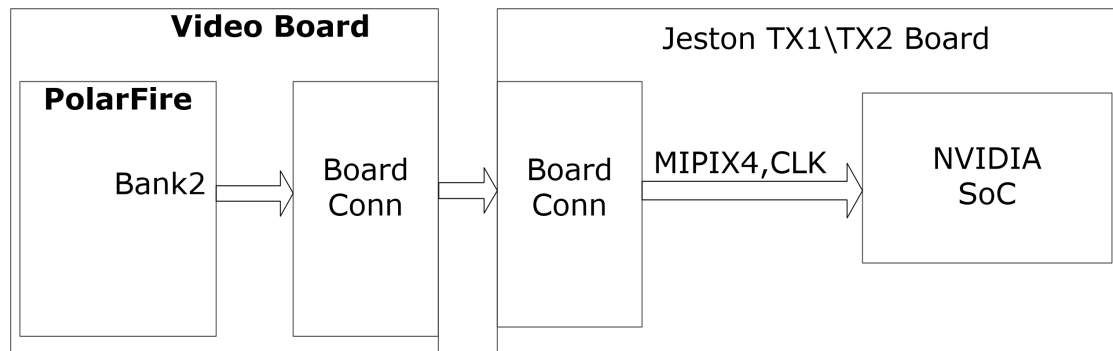 Video Board
Jeston TX1\TX2 Board
PolarFire
Bank2
Board
Conn
Board
Conn
MIPIX4,CLK
NVIDIA
SoC